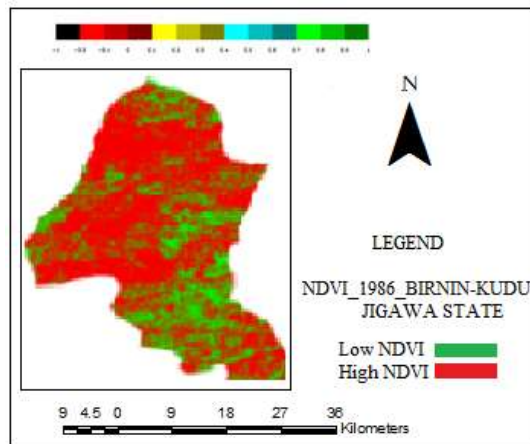 N
LEGEND
NDVI_1986_BIRNIN-KUDU
JIGAWA STATE
Low NDVI
High NDVI
9 4.5 0 9 18 27 36
Kilometers